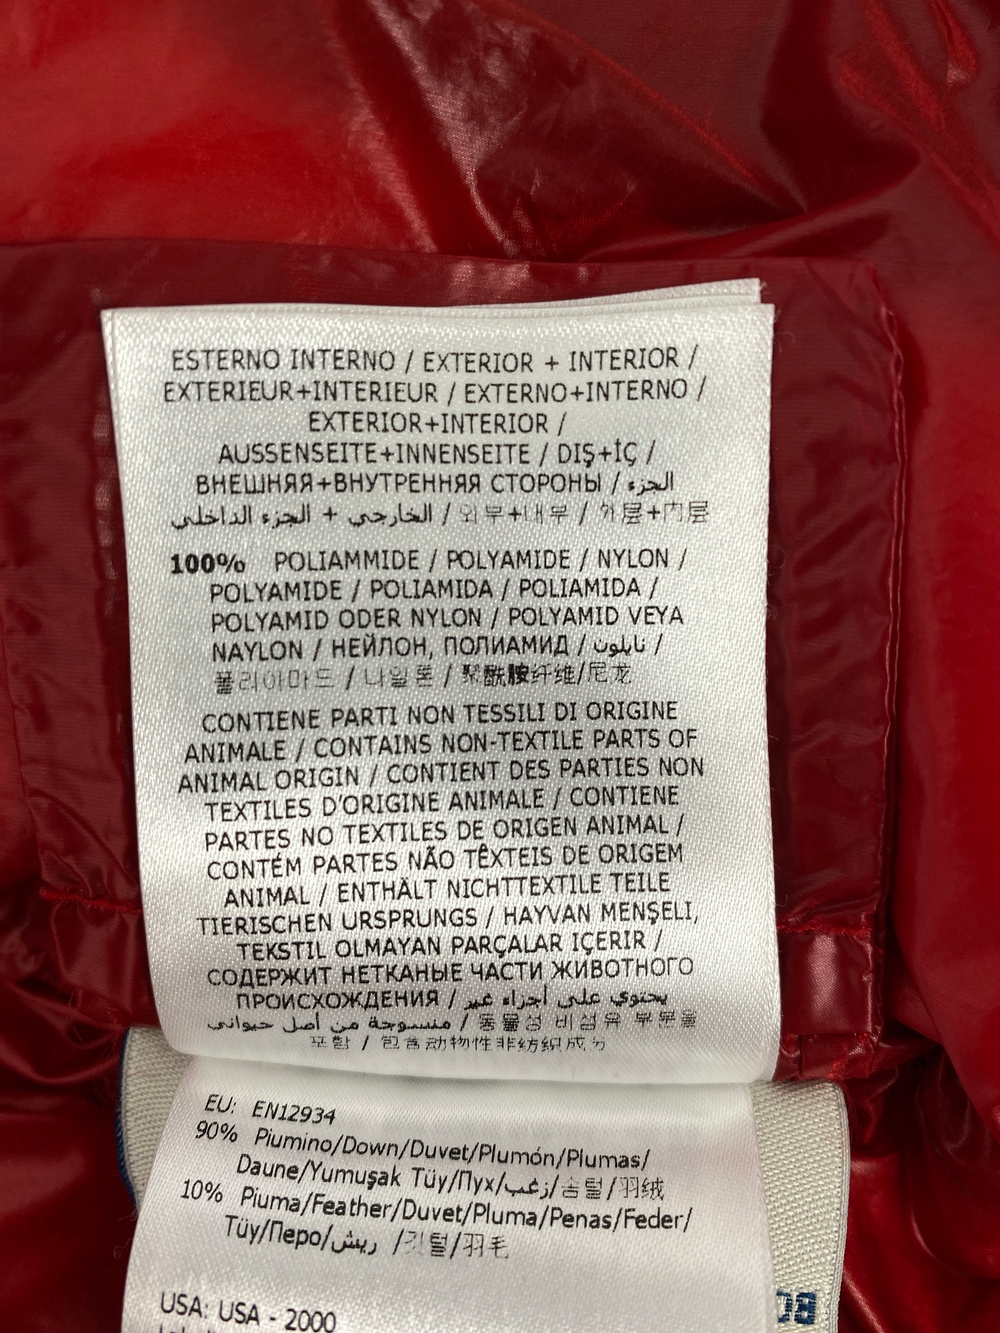 ESTERNO INTERNO / EXTERIOR + INTERIOR /
EXTERIEUR+INTERIEUR / EXTERNO+INTERNO /
EXTERIOR+INTERIOR /
AUSSENSEITE+INNENSEITE / DIŞ+İÇ /
ВНЕШНЯЯ+ВНУТРЕННЯЯ СТОРОНЫ / الجزء
الخارجي + الجزء الداخلي / 외부+내부 / 外层+内层
100% POLIAMMIDE / POLYAMIDE / NYLON /
POLYAMIDE / POLIAMIDA / POLIAMIDA /
POLYAMID ODER NYLON / POLYAMID VEYA
NAYLON / НЕЙЛОН, ПОЛИАМИД / نايلون /
폴리아마드 / 나일론 / 聚酰胺纤维/尼龙
CONTIENE PARTI NON TESSILI DI ORIGINE
ANIMALE / CONTAINS NON-TEXTILE PARTS OF
ANIMAL ORIGIN / CONTIENT DES PARTIES NON
TEXTILES D'ORIGINE ANIMALE / CONTIENE
PARTES NO TEXTILES DE ORIGEN ANIMAL /
CONTÉM PARTES NÃO TÊXTEIS DE ORIGEM
ANIMAL / ENTHÄLT NICHTTEXTILE TEILE
TIERISCHEN URSPRUNGS / HAYVAN MENŞELI,
TEKSTIL OLMAYAN PARÇALAR IÇERIR /
СОДЕРЖИТ НЕТКАНЫЕ ЧАСТИ ЖИВОТНОГО
ПРОИСХОЖДЕНИЯ / يحتوي على أجزاء غير
منسوجة من أصل حيواني / 동물성 비섬유 부분을
포함 / 包含动物性非纺织成分
EU: EN12934
90% Piumino/Down/Duvet/Plumón/Plumas/
Daune/Yumuşak Tüy/Пух/زغب/솜털/羽绒
10% Piuma/Feather/Duvet/Pluma/Penas/Feder/
Tüy/Перо/ريش /깃털/羽毛
USA: USA - 2000